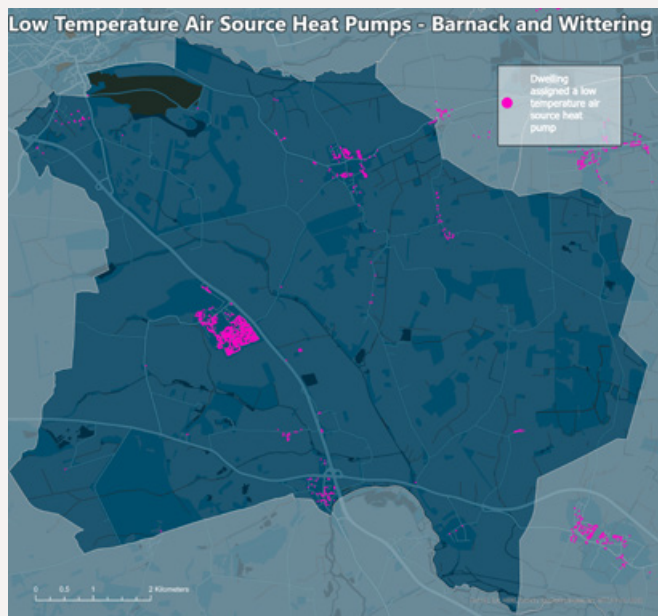 Low Temperature Air Source Heat Pumps - Barnack and Wittering
Dwelling
assigned a low
temperature air
source heat
pump
0 0.5 1 2 Kilometers